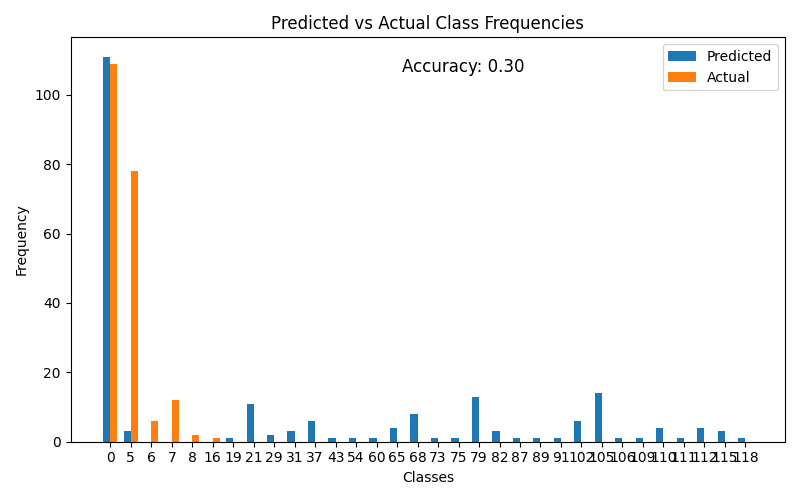 Predicted vs Actual Class Frequencies
Accuracy: 0.30
Predicted
Actual
Frequency
100
80
60
40
20
0
0 5 6 7 8 16 19 21 29 31 37 43 54 60 65 68 73 75 79 82 87 89 91 102 105 106 109 110 111 112 115 118
Classes